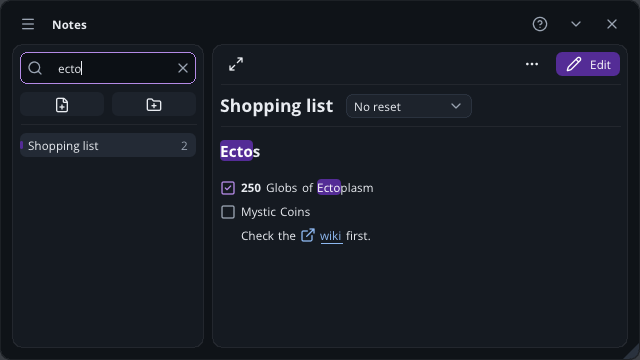 Notes
ecto
Edit
Shopping list
No reset
Shopping list 2
Ectos
250 Globs of Ectoplasm
Mystic Coins
Check the wiki first.